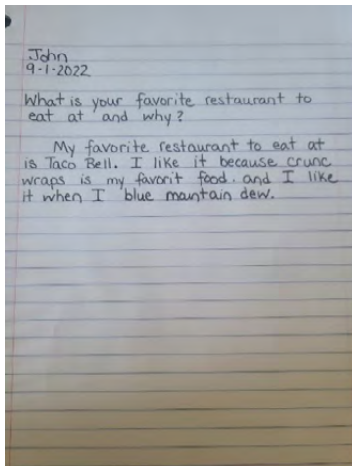 John
9-1-2022
What is your favorite restaurant to
eat at and why?
My favorite restaurant to eat at
is Taco Bell. I like it because crunc
wraps is my favorit food. and I like
it when I blue mauntain dew.